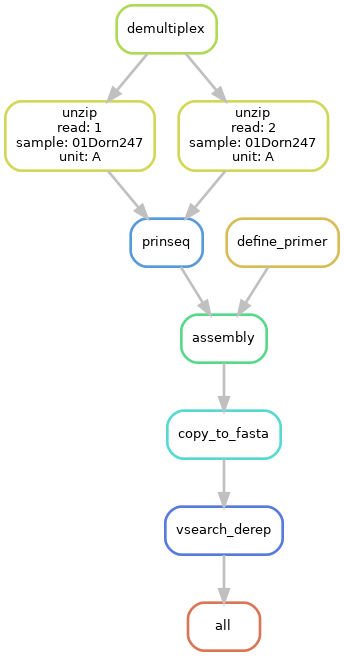 demultiplex
unzip
read: 1
sample: 01Dorn247
unit: A
unzip
read: 2
sample: 01Dorn247
unit: A
prinseq
define_primer
assembly
copy_to_fasta
vsearch_derep
all